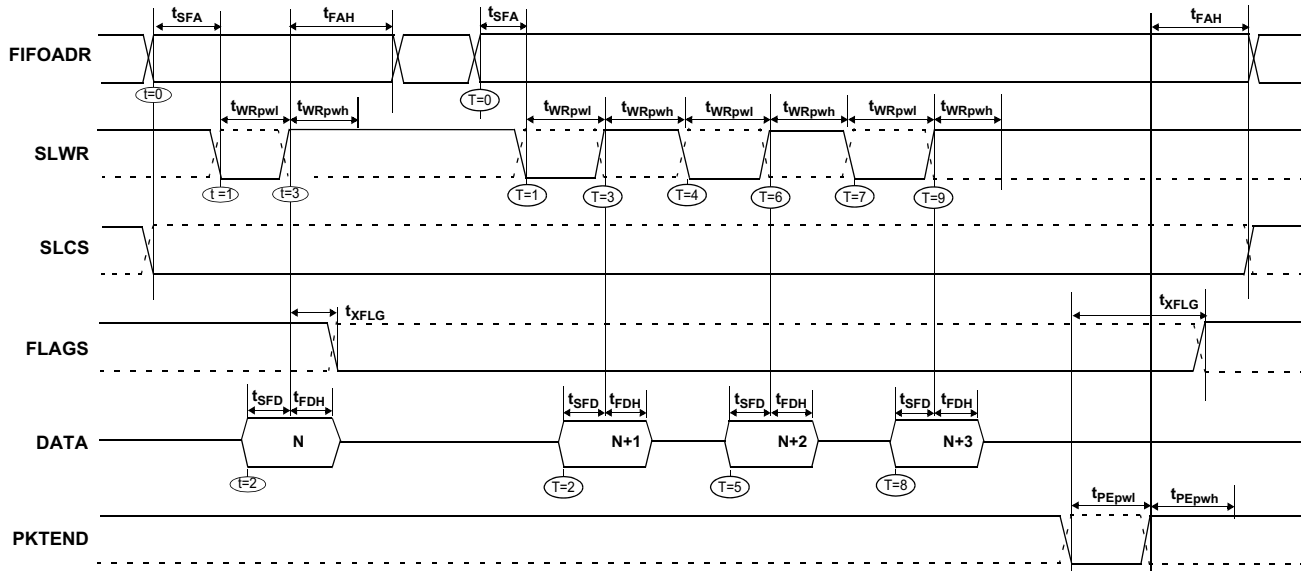 tSFA tFAH tSFA tFAH
FIFOADR
t=0 T=0
tWRpwl tWRpwh tWRpwl tWRpwh tWRpwl tWRpwh tWRpwl tWRpwh
SLWR
t =1 t=3 T=1 T=3 T=4 T=6 T=7 T=9
SLCS
tXFLG tXFLG
FLAGS
tSFD tFDH tSFD tFDH tSFD tFDH tSFD tFDH
DATA N N+1 N+2 N+3
t=2 T=2 T=5 T=8
tPEpwl tPEpwh
PKTEND